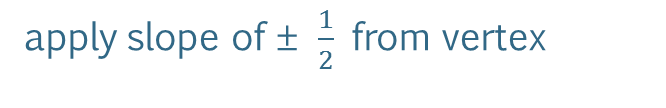 apply slope of ± 1/2 from vertex